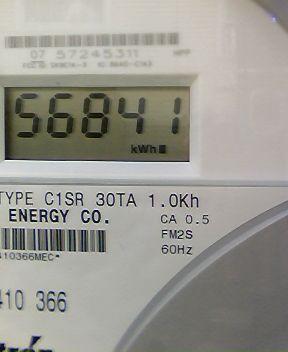 07 57245311
56841
kWh
TYPE C1SR 30TA 1.0Kh
ENERGY CO. CA 0.5
FM2S
60Hz
410366MEC*
410 366